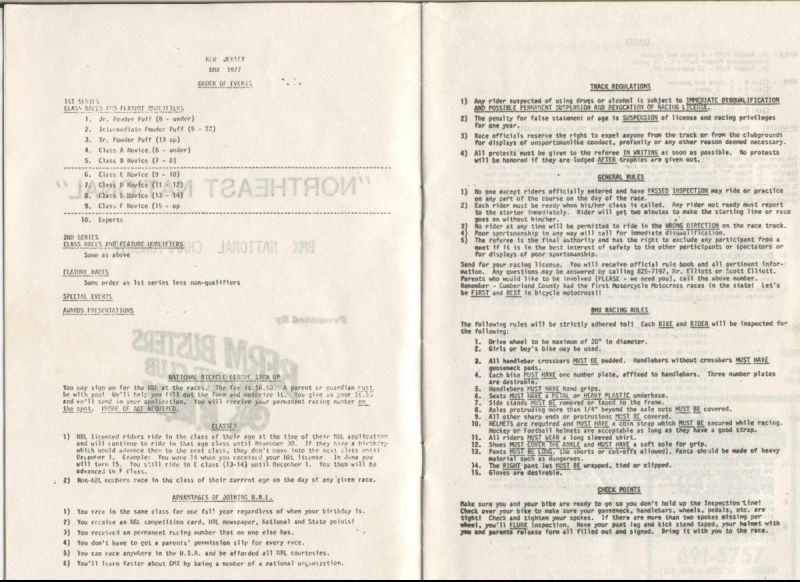 NEW JERSEY
BMX 1977
ORDER OF EVENTS
1ST SERIES
CLASS RACES AND FEATURE QUALIFIERS
1. Jr. Powder Puff (8 - under)
2. Intermediate Powder Puff (9 - 12)
3. Sr. Powder Puff (13 up)
4. Class A Novice (6 - under)
5. Class B Novice (7 - 8)
6. Class C Novice (9 - 10)
7. Class D Novice (11 - 12)
8. Class E Novice (13 - 14)
9. Class F Novice (15 - up
10. Experts
2ND SERIES
CLASS RACES AND FEATURE QUALIFIERS
Same as above
FEATURE RACES
Same order as 1st series less non-qualifiers
SPECIAL EVENTS
AWARDS PRESENTATIONS
NATIONAL BICYCLE LEAGUE SIGN UP
You may sign up for the NBL at the races. The fee is $6.50. A parent or guardian must
be with you! We'll help you fill out the form and notorize it. You give us your $6.50
and we'll send in your application. You will receive your permanent racing number on
the spot. PROOF OF AGE REQUIRED.
CLASSES
1) NBL licensed riders ride in the class of their age at the time of their NBL application
and will continue to ride in that age class until November 30. If they have a birthday
which would advance them to the next class, they don't move into the next class until
December 1. Example: You were 14 when you received your NBL license. In June you
will turn 15. You still ride in E class (13-14) until December 1. You then will be
advanced to F class.
2) Non-NBL members race in the class of their current age on the day of any given race.
ADVANTAGES OF JOINING N.B.L.
1) You race in the same class for one full year regardless of when your birthday is.
2) You receive an NBL competition card, NBL newspaper, National and State points!
3) You received an permanent racing number that no one else has.
4) You don't have to get a parents' permission slip for every race.
5) You can race anywhere in the U.S.A. and be afforded all NBL courtesies.
6) You'll learn faster about BMX by being a member of a national organization.
TRACK REGULATIONS
1) Any rider suspected of using drugs or alcohol is subject to IMMEDIATE DISQUALIFICATION
AND POSSIBLE PERMANENT SUSPENSION AND REVOCATION OF RACING LICENSE.
2) The penalty for false statement of age is SUSPENSION of license and racing privileges
for one year.
3) Race officials reserve the right to expel anyone from the track or from the clubgrounds
for displays of unsportsmanlike conduct, profanity or any other reason deemed necessary.
4) All protests must be given to the referee IN WRITING as soon as possible. No protests
will be honored if they are lodged AFTER trophies are given out.
GENERAL RULES
1) No one except riders officially entered and have PASSED INSPECTION may ride or practice
on any part of the course on the day of the race.
2) Each rider must be ready when his/her class is called. Any rider not ready must report
to the starter immediately. Rider will get two minutes to make the starting line or race
goes on without him/her.
3) No rider at any time will be permitted to ride in the WRONG DIRECTION on the race track.
4) Poor sportsmanship in any way will call for immediate disqualification.
5) The referee is the final authority and has the right to exclude any participant from a
meet if it is in the best interest of safety to the other participants or spectators or
for displays of poor sportsmanship.
Send for your racing license. You will receive official rule book and all pertinent infor-
mation. Any questions may be answered by calling 825-7197, Mr. Elliott or Scott Elliott.
Parents who would like to be involved (PLEASE - we need you), call the above number.
Remember - Cumberland County had the first Motorcycle Motocross races in the state! Let's
be FIRST and BEST in bicycle motocross!!
BMX RACING RULES
The following rules will be strictly adhered to!! Each BIKE and RIDER will be inspected for
the following:
1. Drive wheel to be maximum of 20" in diameter.
2. Girls or boy's bike may be used.
3. All handlebar crossbars MUST BE padded. Handlebars without crossbars MUST HAVE
gooseneck pads.
4. Each bike MUST HAVE one number plate, affixed to handlebars. Three number plates
are desirable.
5. Handlebars MUST HAVE hand grips.
6. Seats MUST HAVE a METAL or HEAVY PLASTIC underbase.
7. Side stands MUST BE removed or taped to the frame.
8. Axles protruding more than 1/4" beyond the axle nuts MUST BE covered.
9. All other sharp ends or protrusions MUST BE covered.
10. HELMETS are required and MUST HAVE a chin strap which MUST BE secured while racing.
Hockey or Football helmets are acceptable as long as they have a good strap.
11. All riders MUST WEAR a long sleeved shirt.
12. Shoes MUST COVER THE ANKLE and MUST HAVE a soft sole for grip.
13. Pants MUST BE LONG. (No shorts or cut-offs allowed). Pants should be made of heavy
material such as dungarees.
14. The RIGHT pant leg MUST BE wrapped, tied or clipped.
15. Gloves are desirable.
CHECK POINTS
Make sure you and your bike are ready to go so you don't hold up the Inspection Line!
Check over your bike to make sure your gooseneck, handlebars, wheels, pedals, etc. are
tight! Check and tighten your spokes. If there are more than two spokes missing per
wheel, you'll FLUNK inspection. Have your pant leg and kick stand taped, your helmet with
you and parents release form all filled out and signed. Bring it with you to the race.